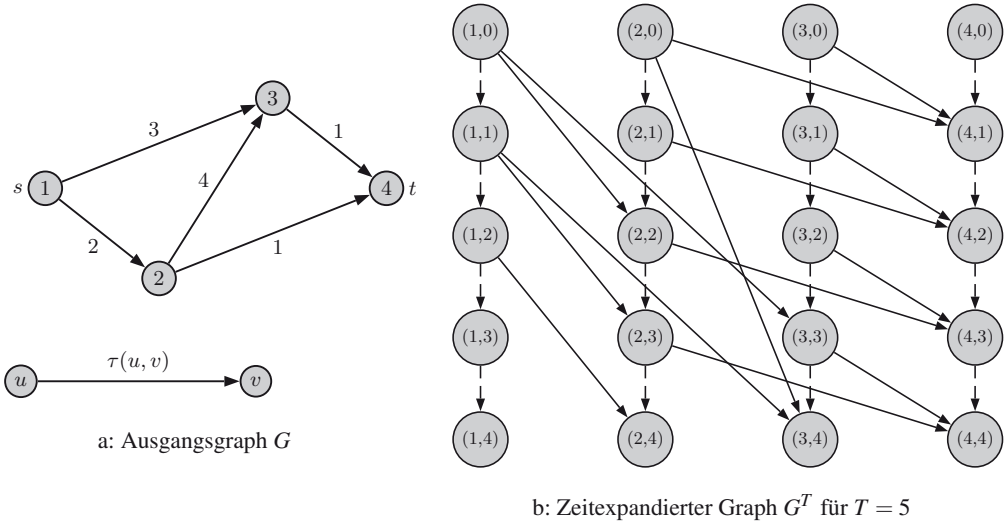 3
1
3
4
s 1
4 t
2
1
2
τ(u, v)
u
v
a: Ausgangsgraph G
(1,0) (2,0) (3,0) (4,0)
(1,1) (2,1) (3,1) (4,1)
(1,2) (2,2) (3,2) (4,2)
(1,3) (2,3) (3,3) (4,3)
(1,4) (2,4) (3,4) (4,4)
b: Zeitexpandierter Graph G^T für T = 5